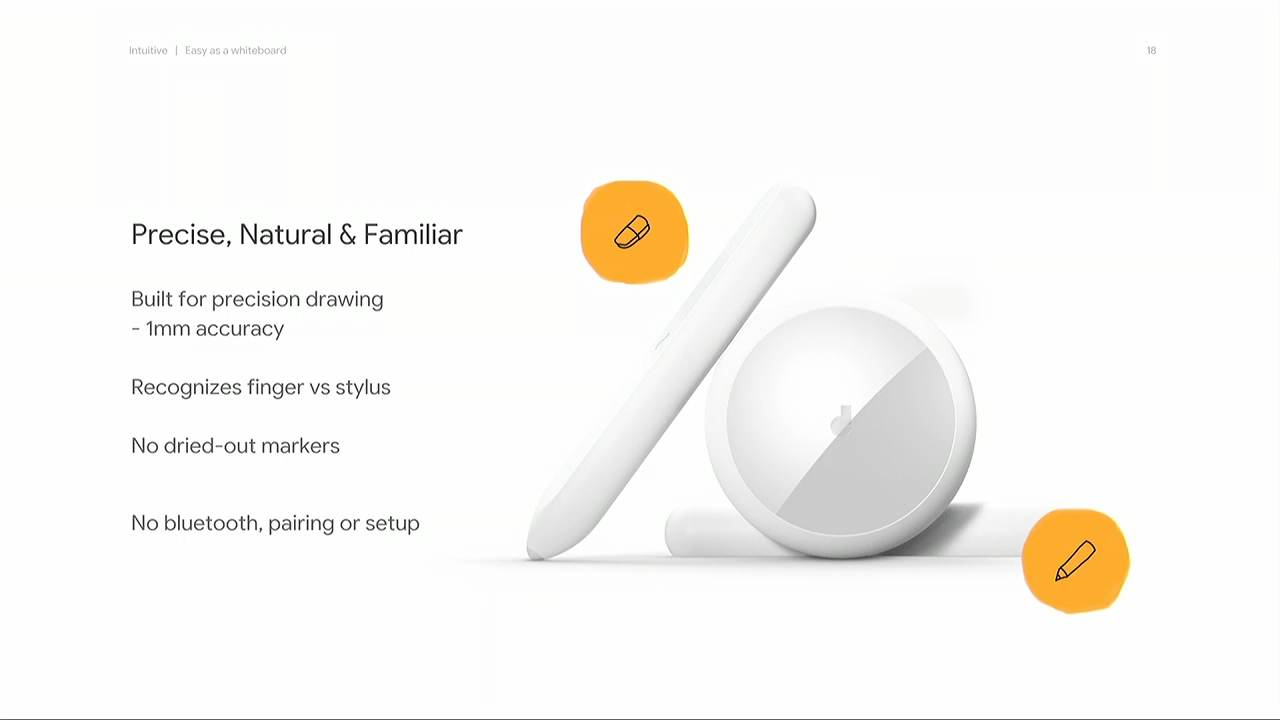 Intuitive | Easy as a whiteboard
18
Precise, Natural & Familiar
Built for precision drawing
- 1mm accuracy
Recognizes finger vs stylus
No dried-out markers
No bluetooth, pairing or setup